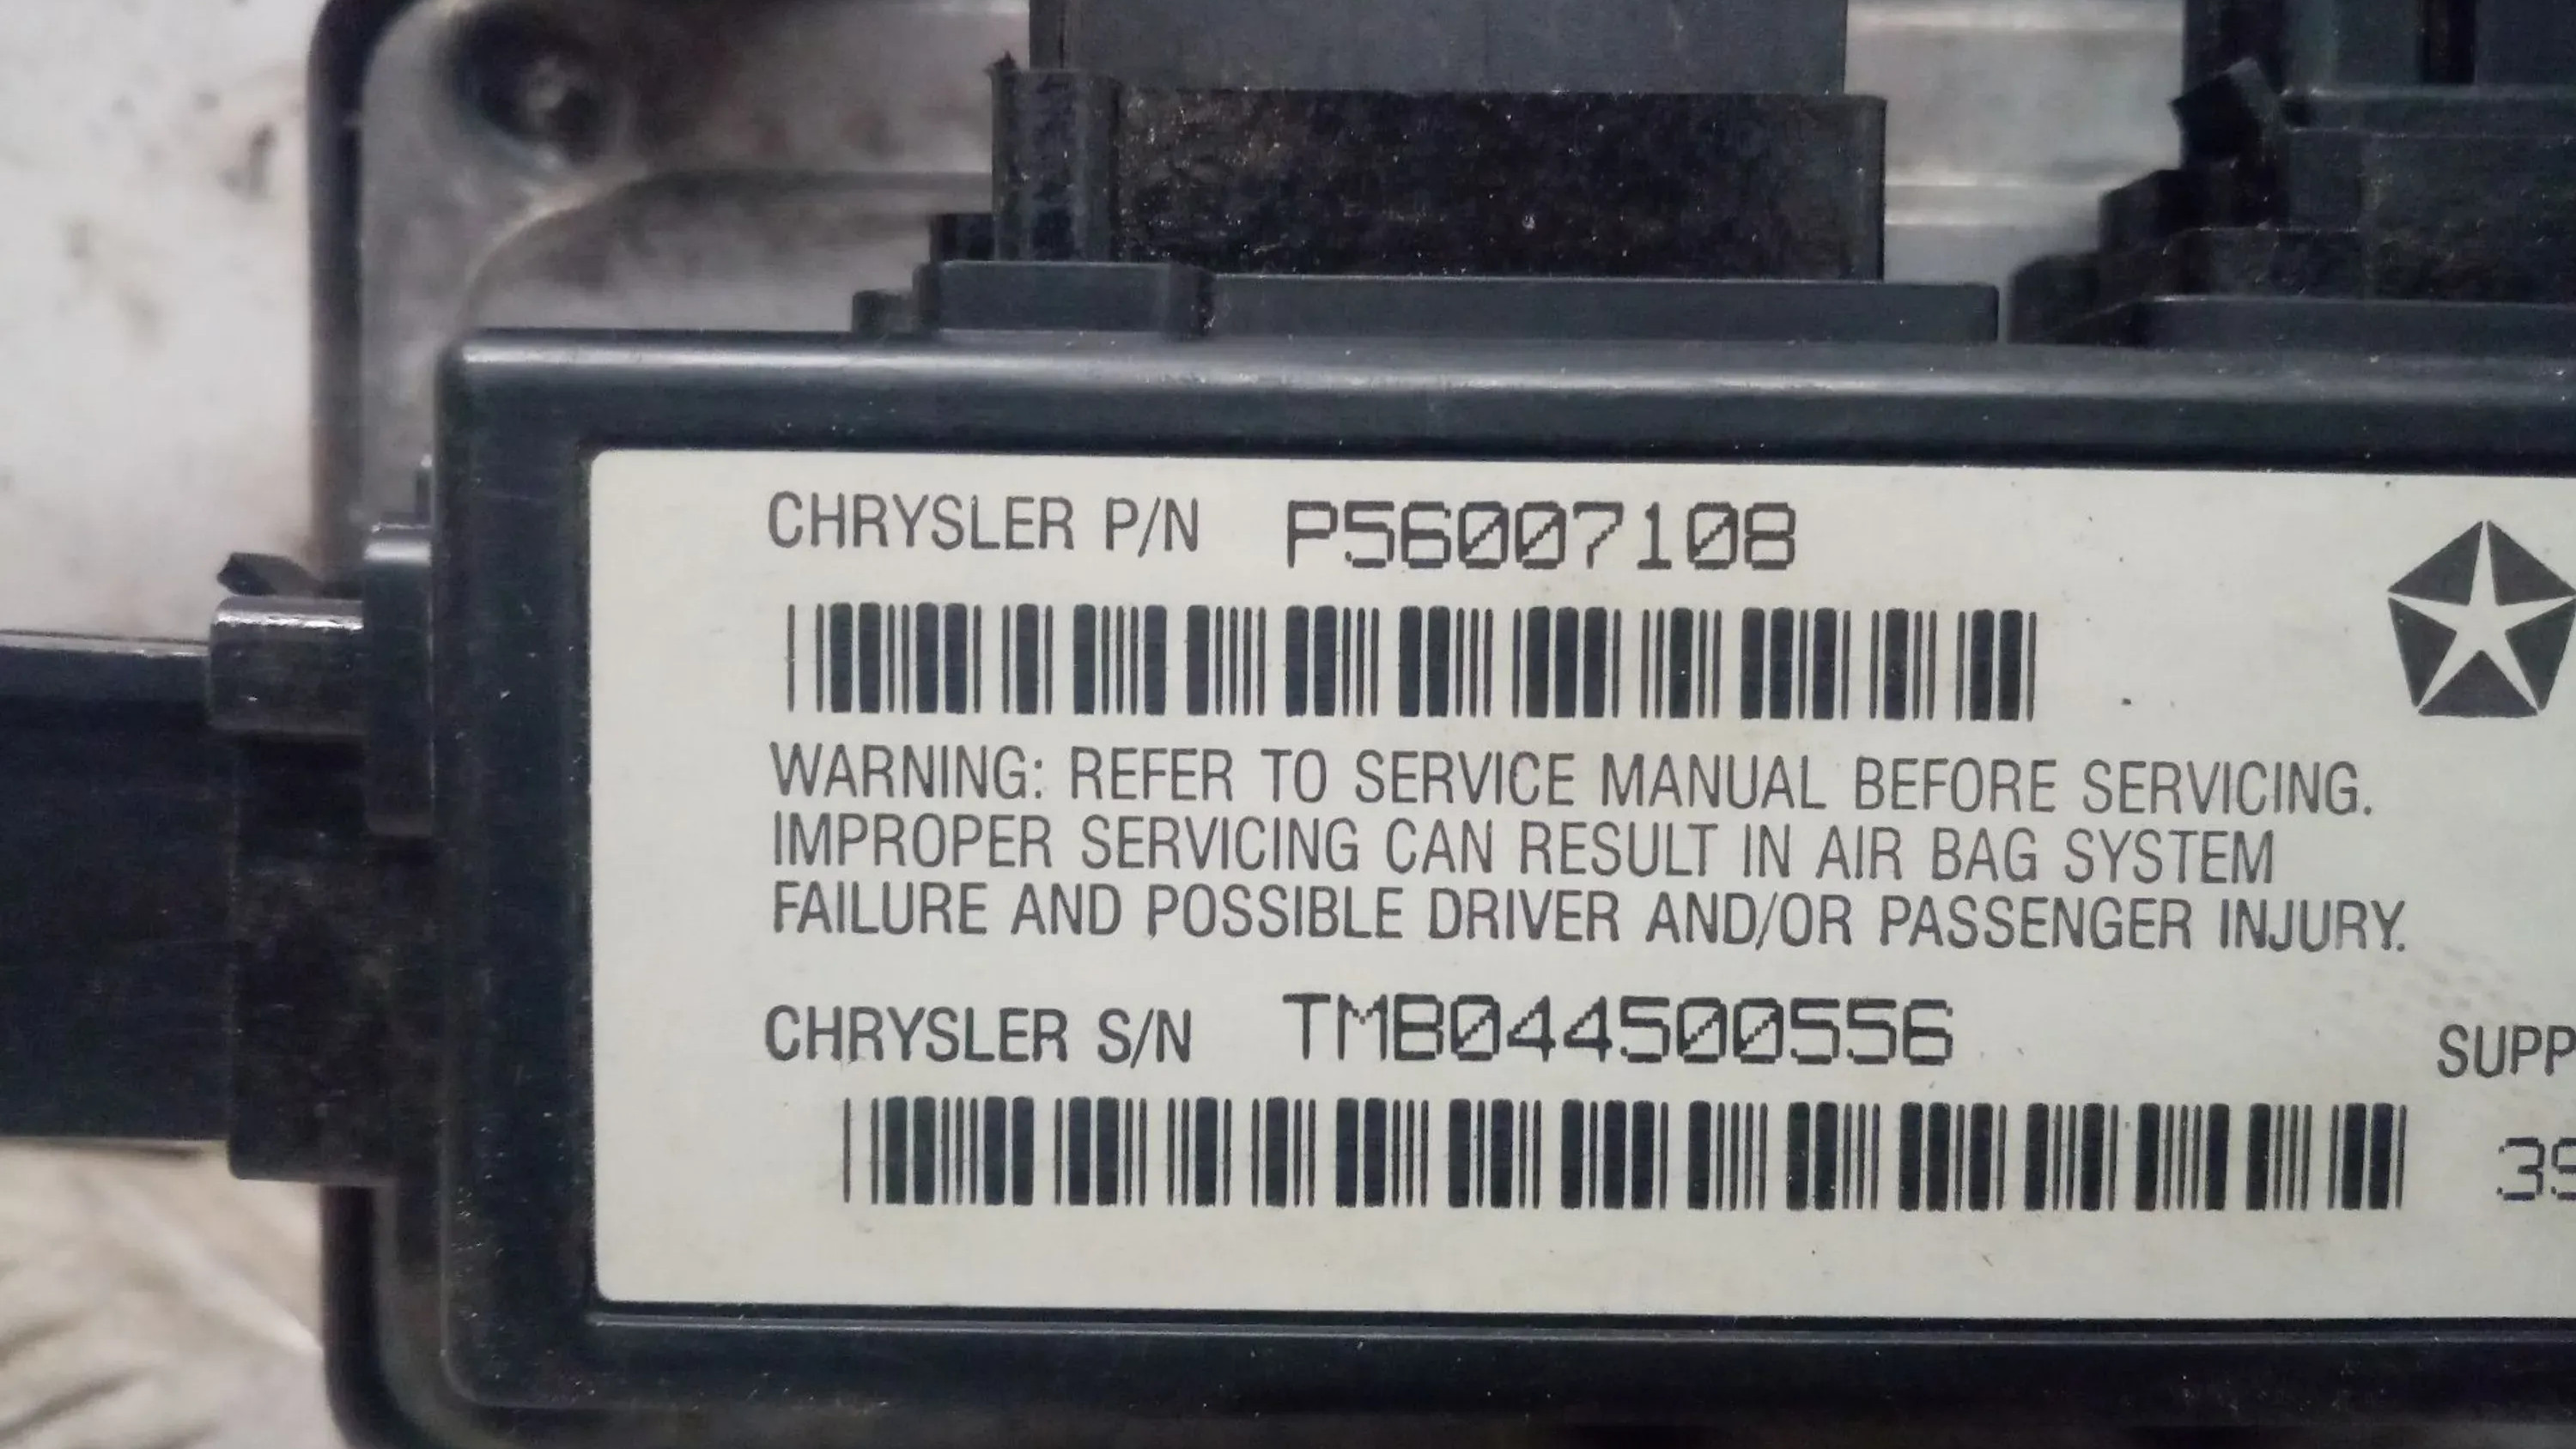 CHRYSLER P/N P56007108
WARNING: REFER TO SERVICE MANUAL BEFORE SERVICING.
IMPROPER SERVICING CAN RESULT IN AIR BAG SYSTEM
FAILURE AND POSSIBLE DRIVER AND/OR PASSENGER INJURY.
CHRYSLER S/N TMB044500556